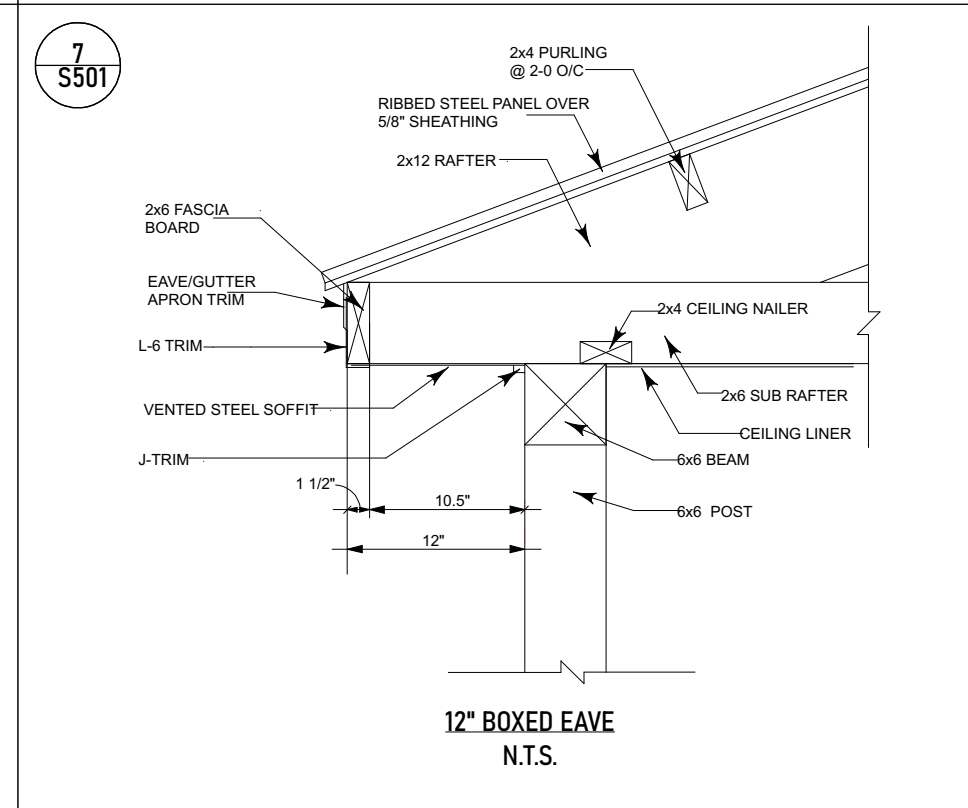 7
S501
2x4 PURLING
@ 2-0 O/C
RIBBED STEEL PANEL OVER
5/8" SHEATHING
2x12 RAFTER
2x6 FASCIA
BOARD
EAVE/GUTTER
APRON TRIM
2x4 CEILING NAILER
L-6 TRIM
2x6 SUB RAFTER
VENTED STEEL SOFFIT
CEILING LINER
J-TRIM
6x6 BEAM
1 1/2"
10.5"
6x6 POST
12"
12" BOXED EAVE
N.T.S.